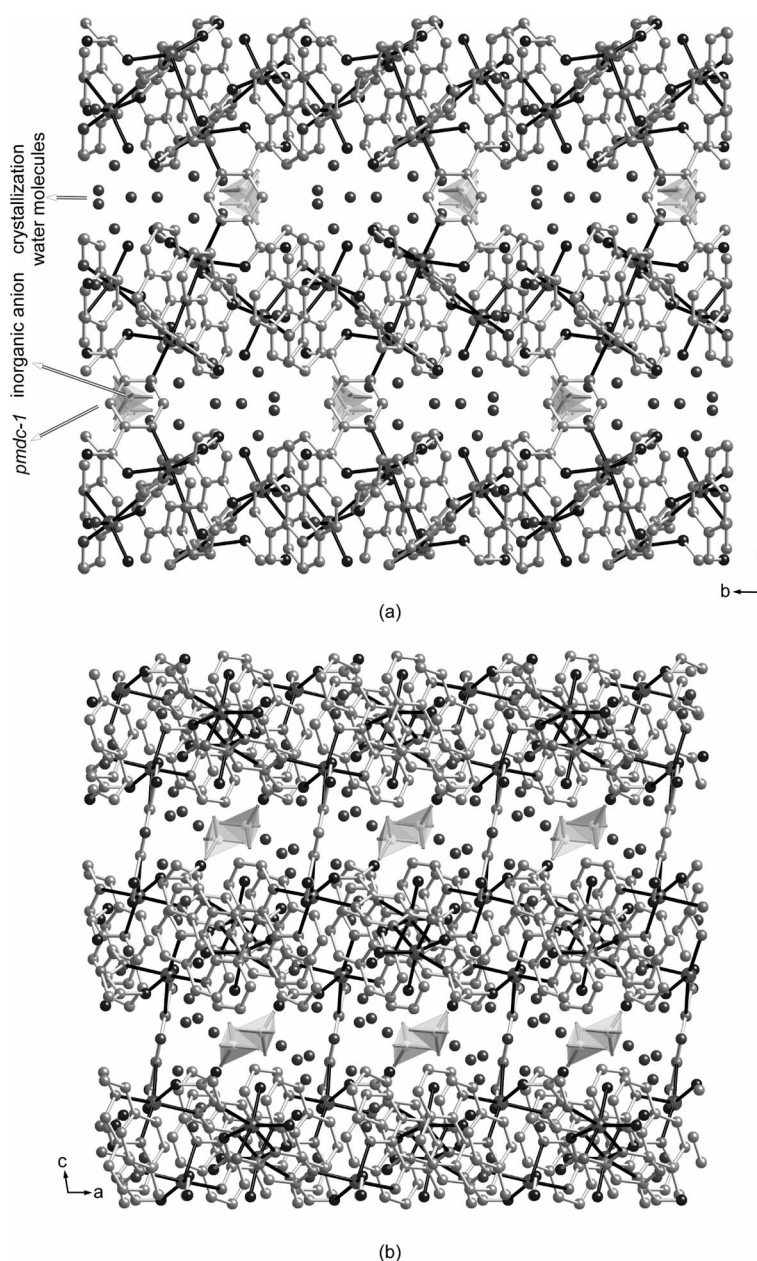 crystallization
water molecules
inorganic anion
pmdc-1
b
(a)
c
a
(b)